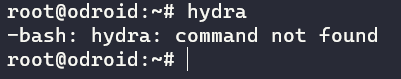 root@odroid:~# hydra
-bash: hydra: command not found
root@odroid:~#